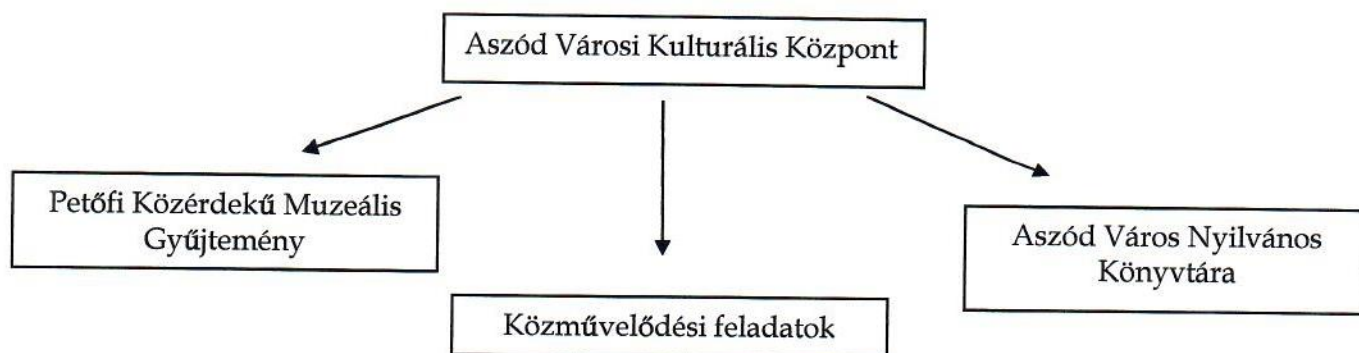 Aszód Városi Kulturális Központ
Petőfi Közérdekű Muzeális
Gyűjtemény
Aszód Város Nyilvános
Könyvtára
Közművelődési feladatok